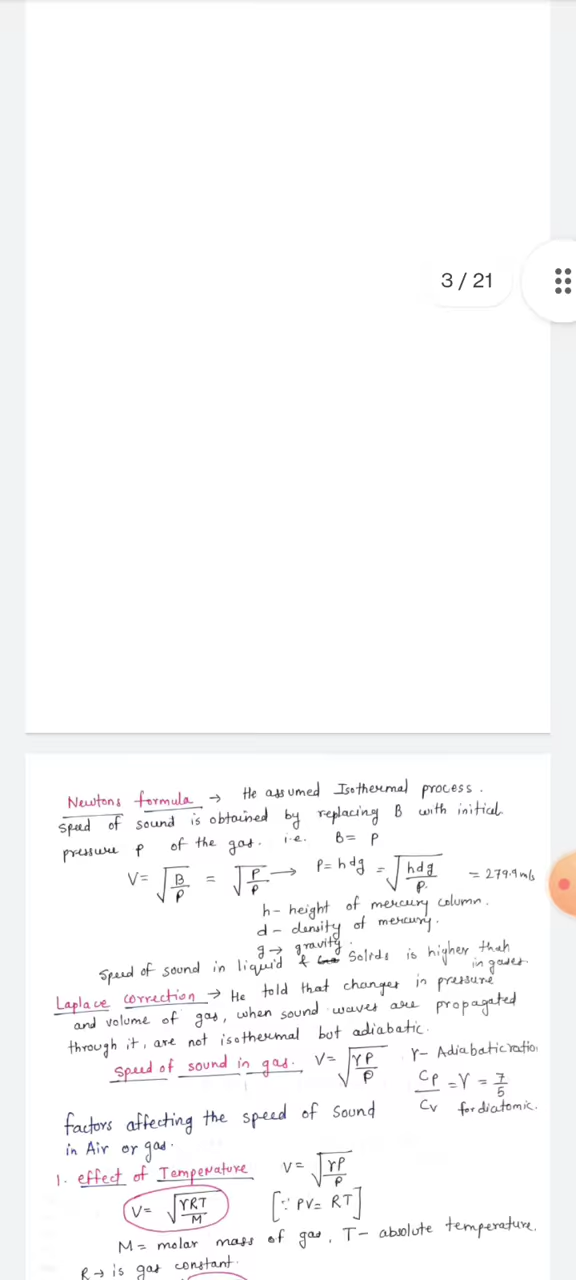 3 / 21
Newtons formula → He assumed Isothermal process.
Speed of sound is obtained by replacing B with initial
pressure P of the gas. i.e. B = P
V = √(B/ρ) = √(P/ρ) → P = hdg = √(hdg/ρ) = 279.9 m/s
h - height of mercury column.
d - density of mercury.
g → gravity.
Speed of sound in liquid & Solids is higher than
in gases.
Laplace correction → He told that changes in pressure
and volume of gas, when sound waves are propagated
through it, are not isothermal but adiabatic.
Speed of sound in gas. V = √(γP/ρ) γ - Adiabatic ratio
Cp/Cv = γ = 7/5 for diatomic.
factors affecting the speed of sound
in Air or gas.
1. effect of Temperature V = √(γP/ρ)
V = √(γRT/M) [∵ PV = RT]
M = molar mass of gas, T - absolute temperature,
R → is gas constant.